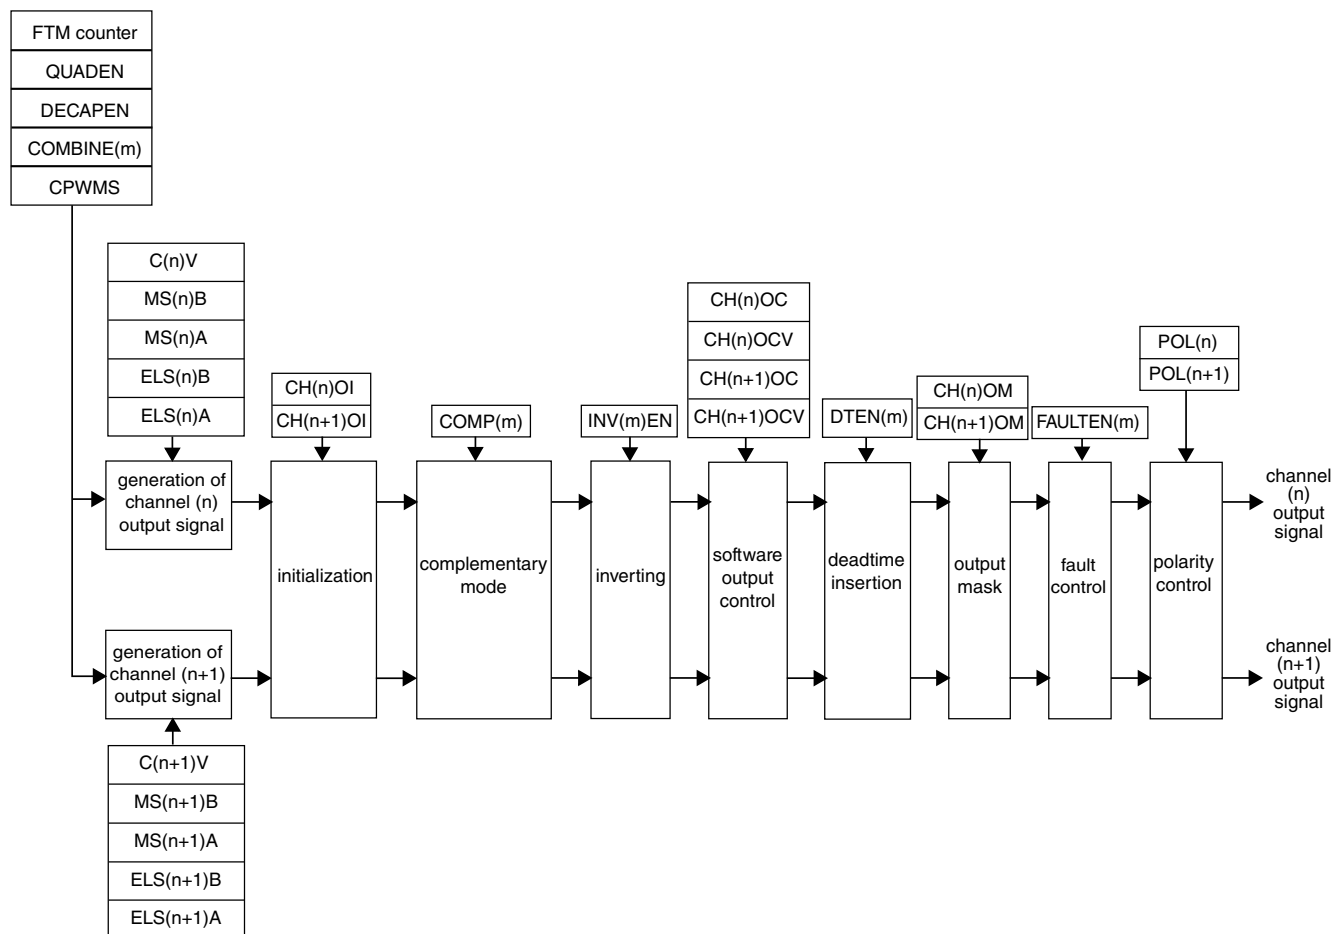 FTM counter
QUADEN
DECAPEN
COMBINE(m)
CPWMS
C(n)V
MS(n)B
MS(n)A
ELS(n)B
ELS(n)A
CH(n)OI
CH(n+1)OI
COMP(m)
INV(m)EN
CH(n)OC
CH(n)OCV
CH(n+1)OC
CH(n+1)OCV
DTEN(m)
CH(n)OM
CH(n+1)OM
FAULTEN(m)
POL(n)
POL(n+1)
generation of
channel (n)
output signal
initialization
complementary
mode
inverting
software
output
control
deadtime
insertion
output
mask
fault
control
polarity
control
channel
(n)
output
signal
generation of
channel (n+1)
output signal
channel
(n+1)
output
signal
C(n+1)V
MS(n+1)B
MS(n+1)A
ELS(n+1)B
ELS(n+1)A